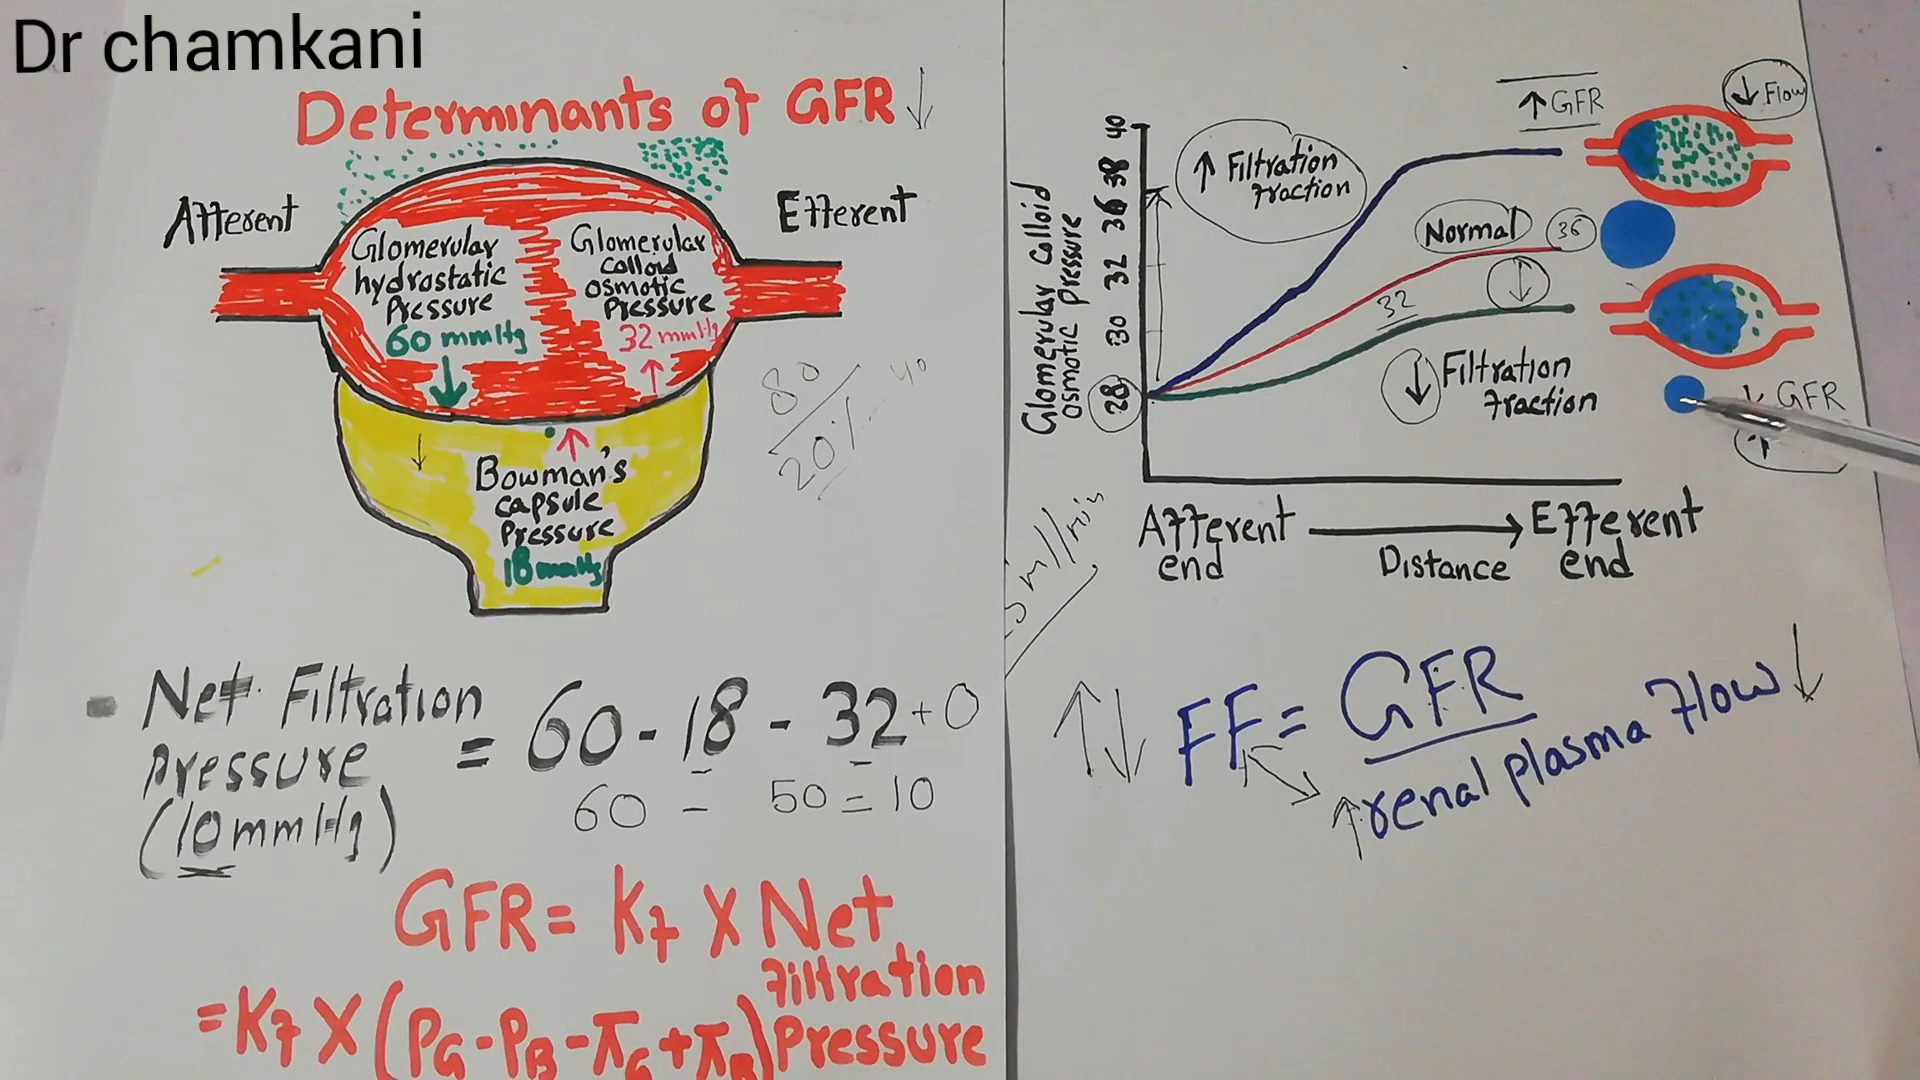 Dr chamkani
Determinants of GFR ↓
Afferent
Efferent
Glomerular
hydrostatic
Pressure
60 mmHg
Glomerular
colloid
osmotic
Pressure
32 mmHg
Bowman's
capsule
Pressure
18 mmHg
80
20%
40
Net Filtration
Pressure
(10 mmHg)
= 60 - 18 - 32 + 0
60 - 50 = 10
GFR = Kf X Net
Filtration
Pressure
= Kf X (PG - PB - πG + πB)
Glomerular colloid
osmotic pressure
40
38
36
32
30
28
↑ Filtration
fraction
↑ GFR
↓ Flow
Normal
36
32
↓ Filtration
fraction
↓ GFR
↑
Afferent
end
Distance
Efferent
end
↑↓ FF = GFR
↑ renal plasma flow ↓